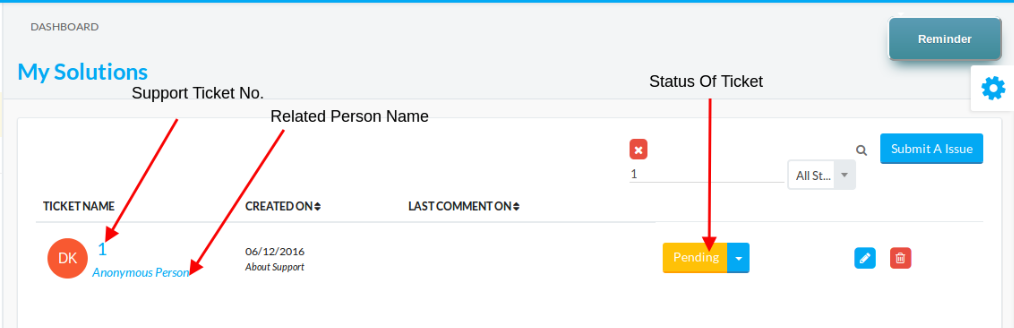 DASHBOARD
Reminder
My Solutions
Support Ticket No.
Status Of Ticket
Related Person Name
Submit A Issue
1
All St...
TICKET NAME
CREATED ON
LAST COMMENT ON
DK
1
Anonymous Person
06/12/2016
About Support
Pending